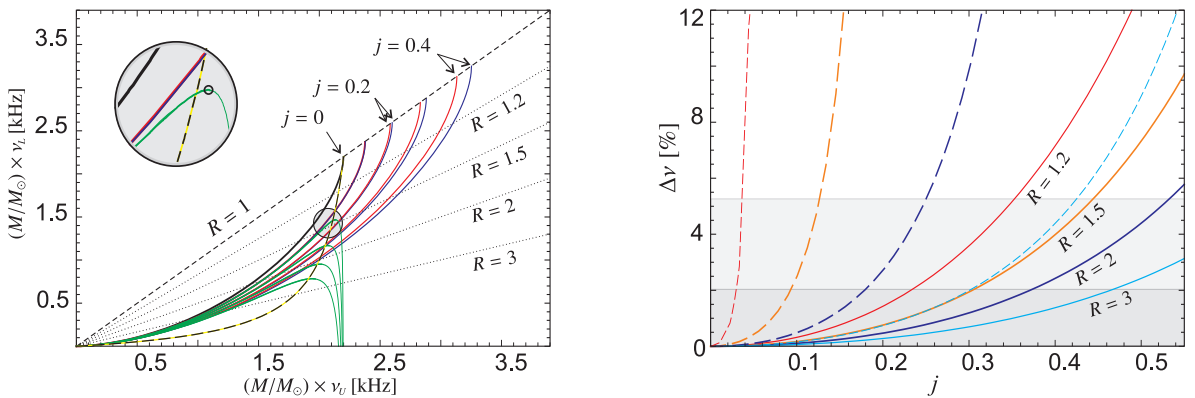 3.5
2.5
1.5
0.5
(M/M⊙) × ν_L [kHz]
0.5
1.5
2.5
3.5
(M/M⊙) × ν_U [kHz]
j = 0.4
j = 0.2
j = 0
R = 1
R = 1.2
R = 1.5
R = 2
R = 3
12
8
4
0
Δν [%]
0.1
0.2
0.3
0.4
0.5
j
R = 1.2
R = 1.5
R = 2
R = 3